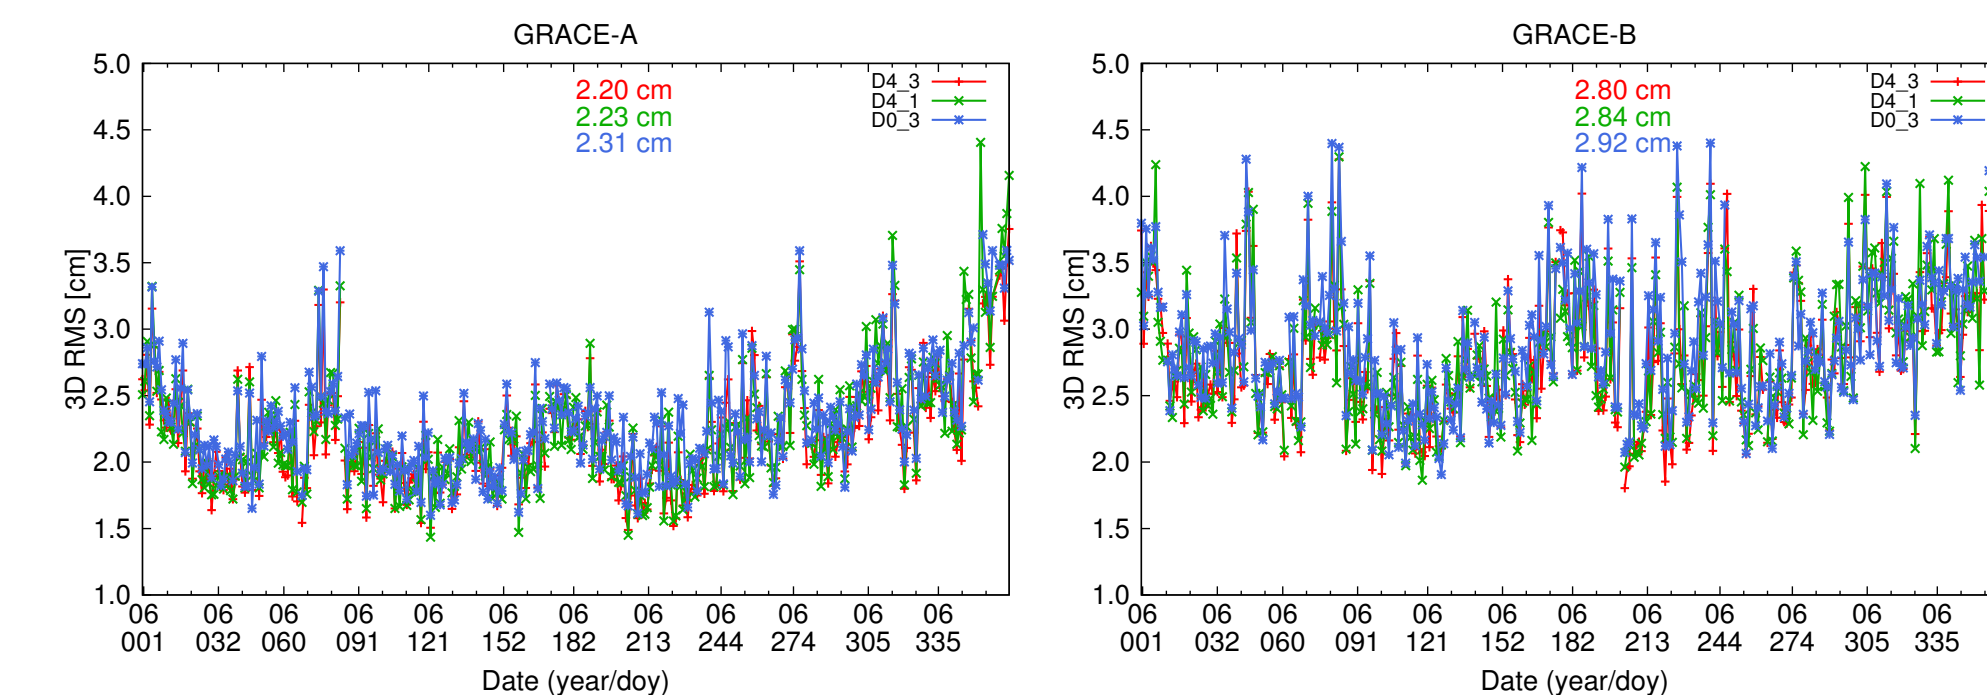 GRACE-A
5.0
4.5
4.0
3.5
3.0
2.5
2.0
1.5
1.0
3D RMS [cm]
2.20 cm
2.23 cm
2.31 cm
D4_3
D4_1
D0_3
06 06 06 06 06 06 06 06 06 06 06 06
001 032 060 091 121 152 182 213 244 274 305 335
Date (year/doy)
GRACE-B
5.0
4.5
4.0
3.5
3.0
2.5
2.0
1.5
1.0
3D RMS [cm]
2.80 cm
2.84 cm
2.92 cm
D4_3
D4_1
D0_3
06 06 06 06 06 06 06 06 06 06 06 06
001 032 060 091 121 152 182 213 244 274 305 335
Date (year/doy)